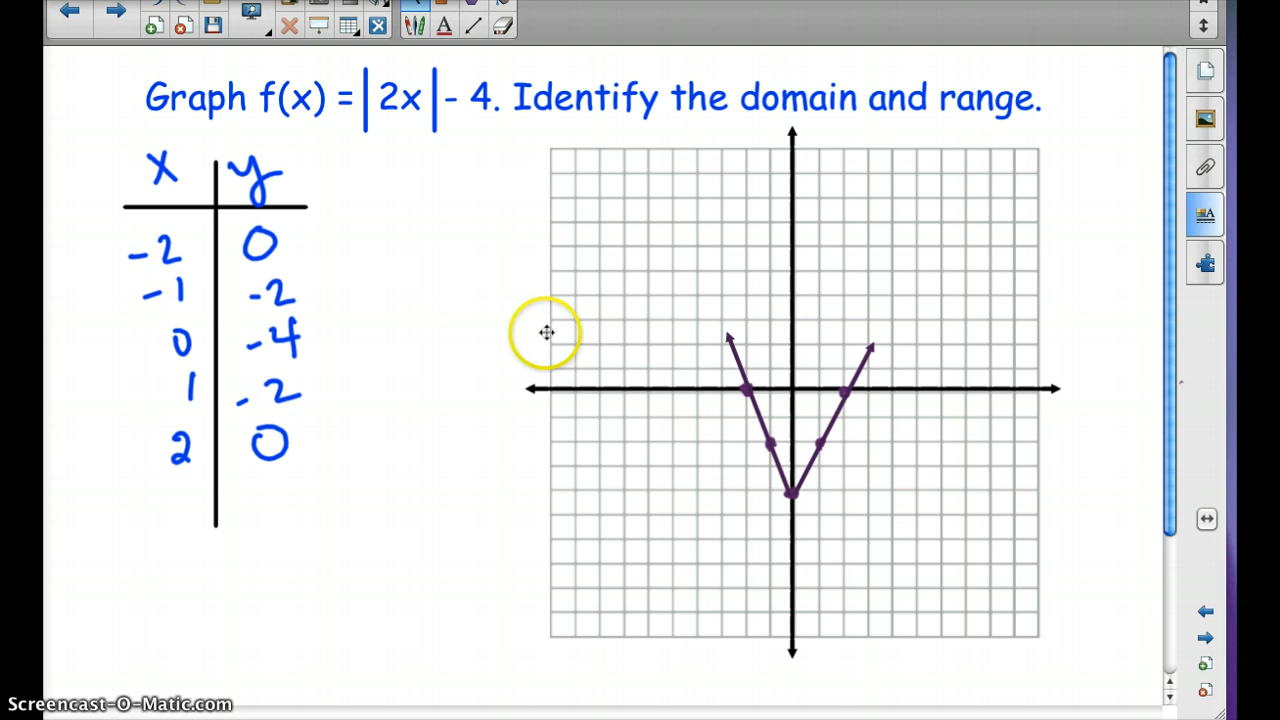 Graph f(x) = | 2x | - 4. Identify the domain and range.
x y
-2 0
-1 -2
0 -4
1 -2
2 0
Screencast-O-Matic.com